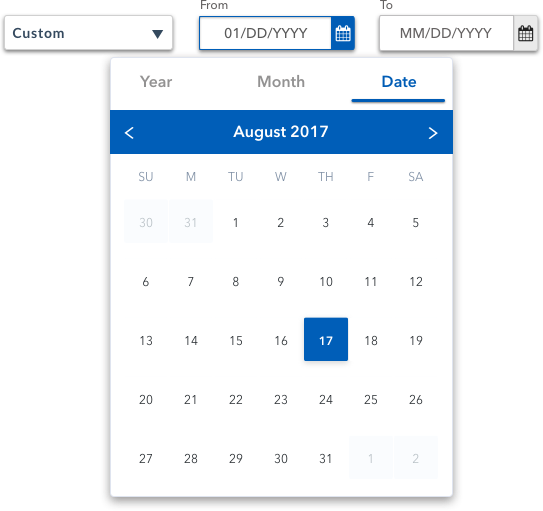 From To
Custom 01/DD/YYYY MM/DD/YYYY
Year Month Date
< August 2017 >
SU M TU W TH F SA
30 31 1 2 3 4 5
6 7 8 9 10 11 12
13 14 15 16 17 18 19
20 21 22 23 24 25 26
27 28 29 30 31 1 2